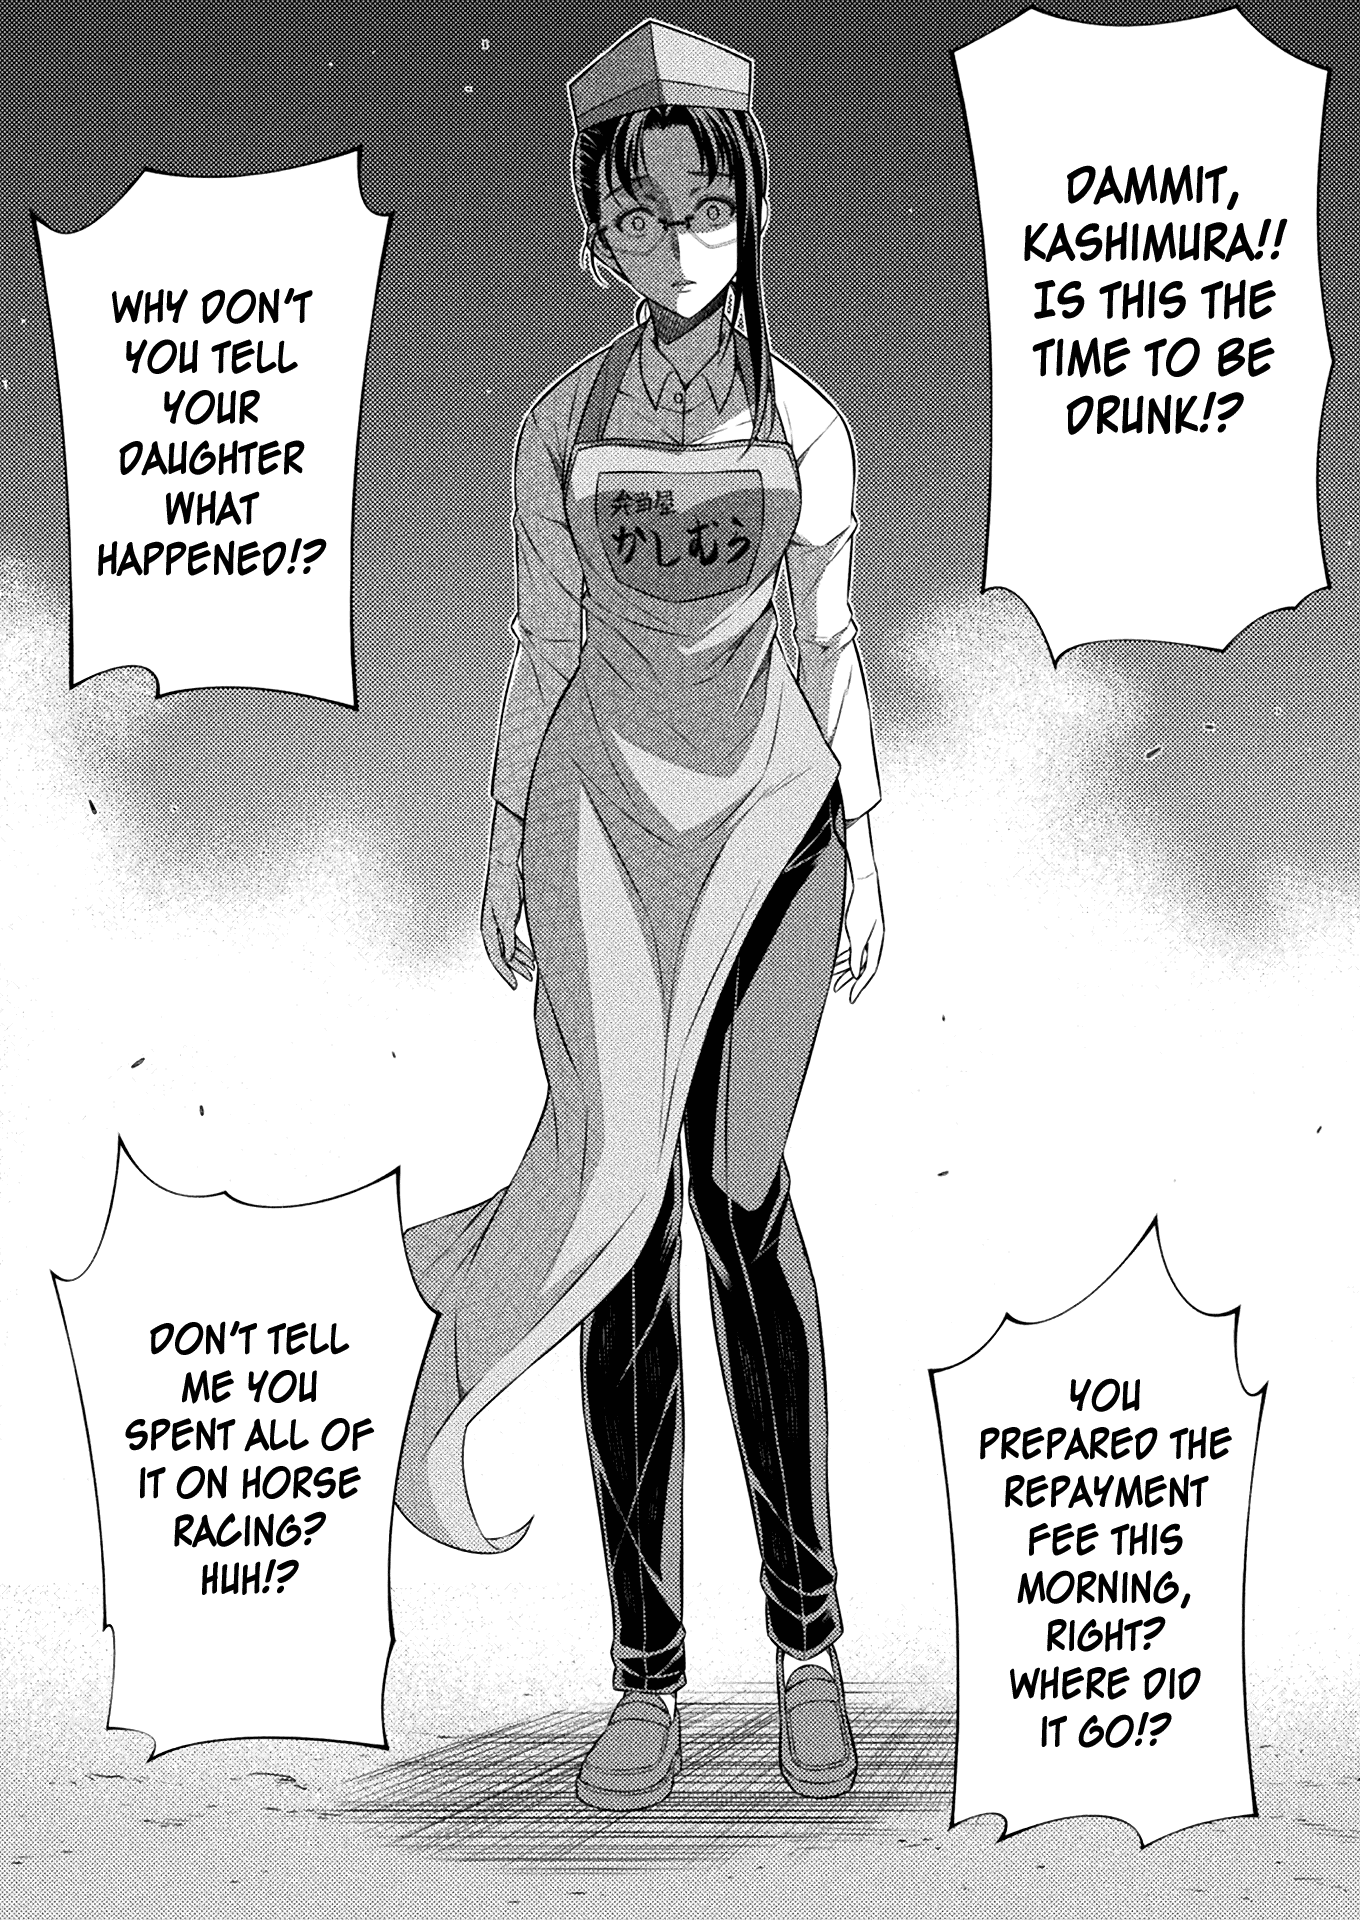 DAMMIT,
KASHIMURA!!
IS THIS THE
TIME TO BE
DRUNK!?
WHY DON'T
YOU TELL
YOUR
DAUGHTER
WHAT
HAPPENED!?
弁当屋
かしむら
YOU
PREPARED THE
REPAYMENT
FEE THIS
MORNING,
RIGHT?
WHERE DID
IT GO!?
DON'T TELL
ME YOU
SPENT ALL OF
IT ON HORSE
RACING?
HUH!?